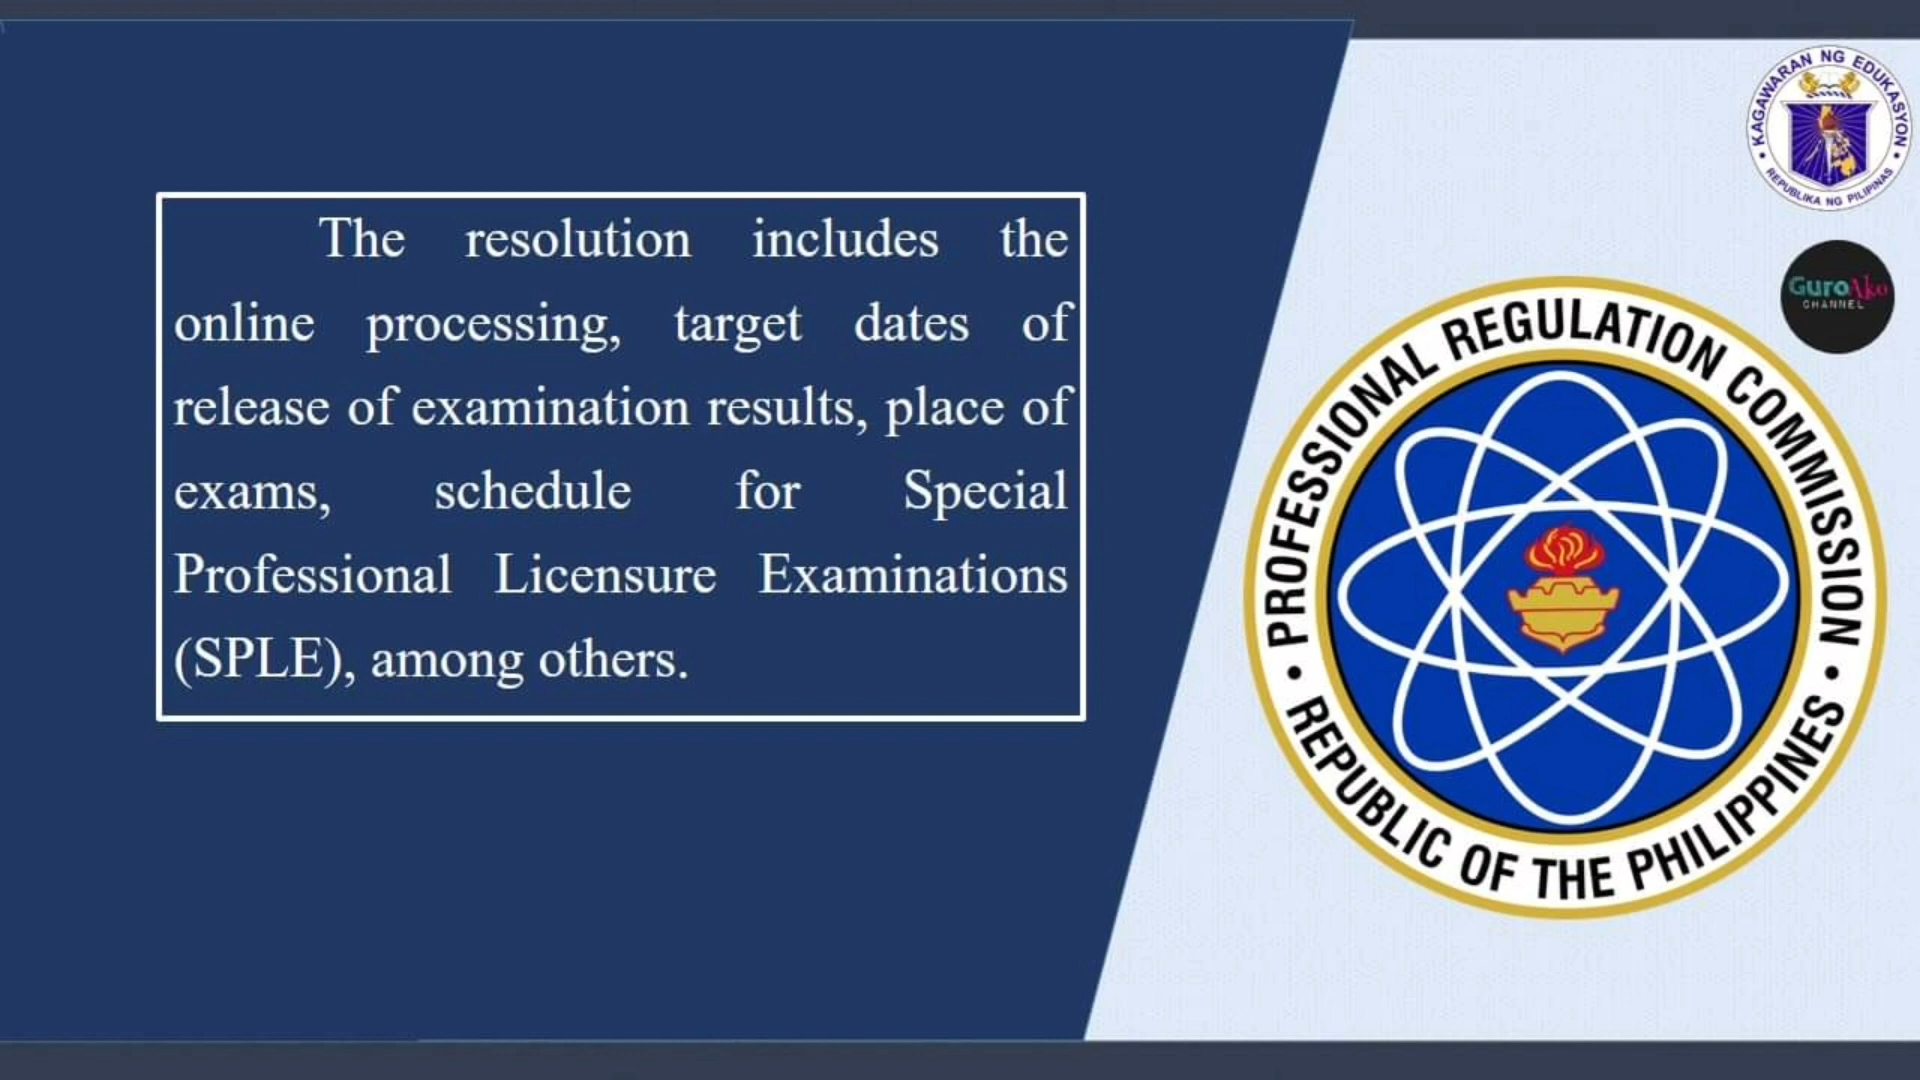 The resolution includes the
online processing, target dates of
release of examination results, place of
exams, schedule for Special
Professional Licensure Examinations
(SPLE), among others.
KAGAWARAN NG EDUKASYON
REPUBLIKA NG PILIPINAS
GuroAko
CHANNEL
PROFESSIONAL REGULATION COMMISSION
REPUBLIC OF THE PHILIPPINES